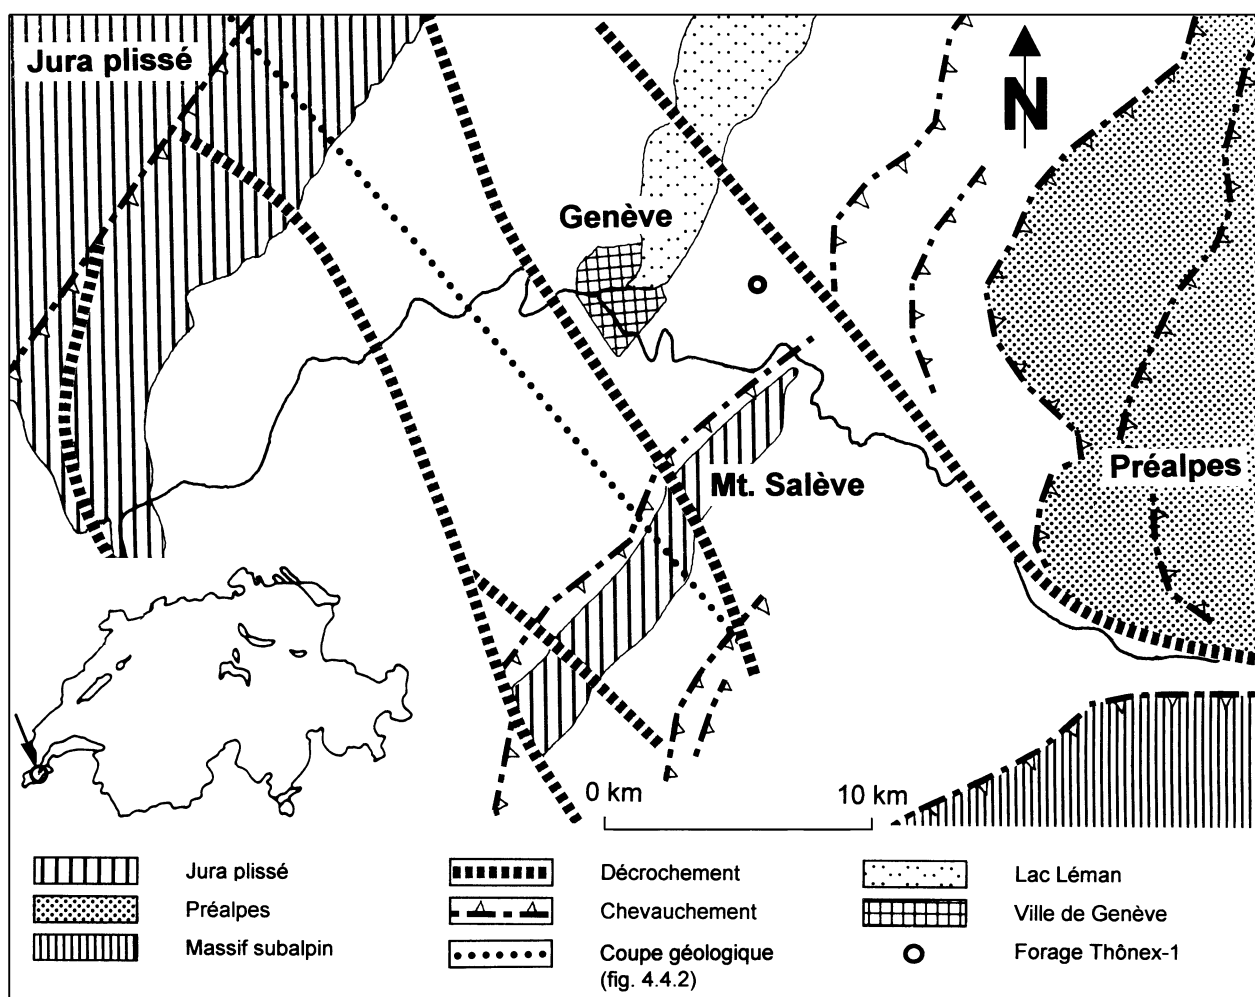 Jura plissé
N
Genève
Mt. Salève
Préalpes
0 km
10 km
Jura plissé
Préalpes
Massif subalpin
Décrochement
Chevauchement
Coupe géologique
(fig. 4.4.2)
Lac Léman
Ville de Genève
Forage Thônex-1